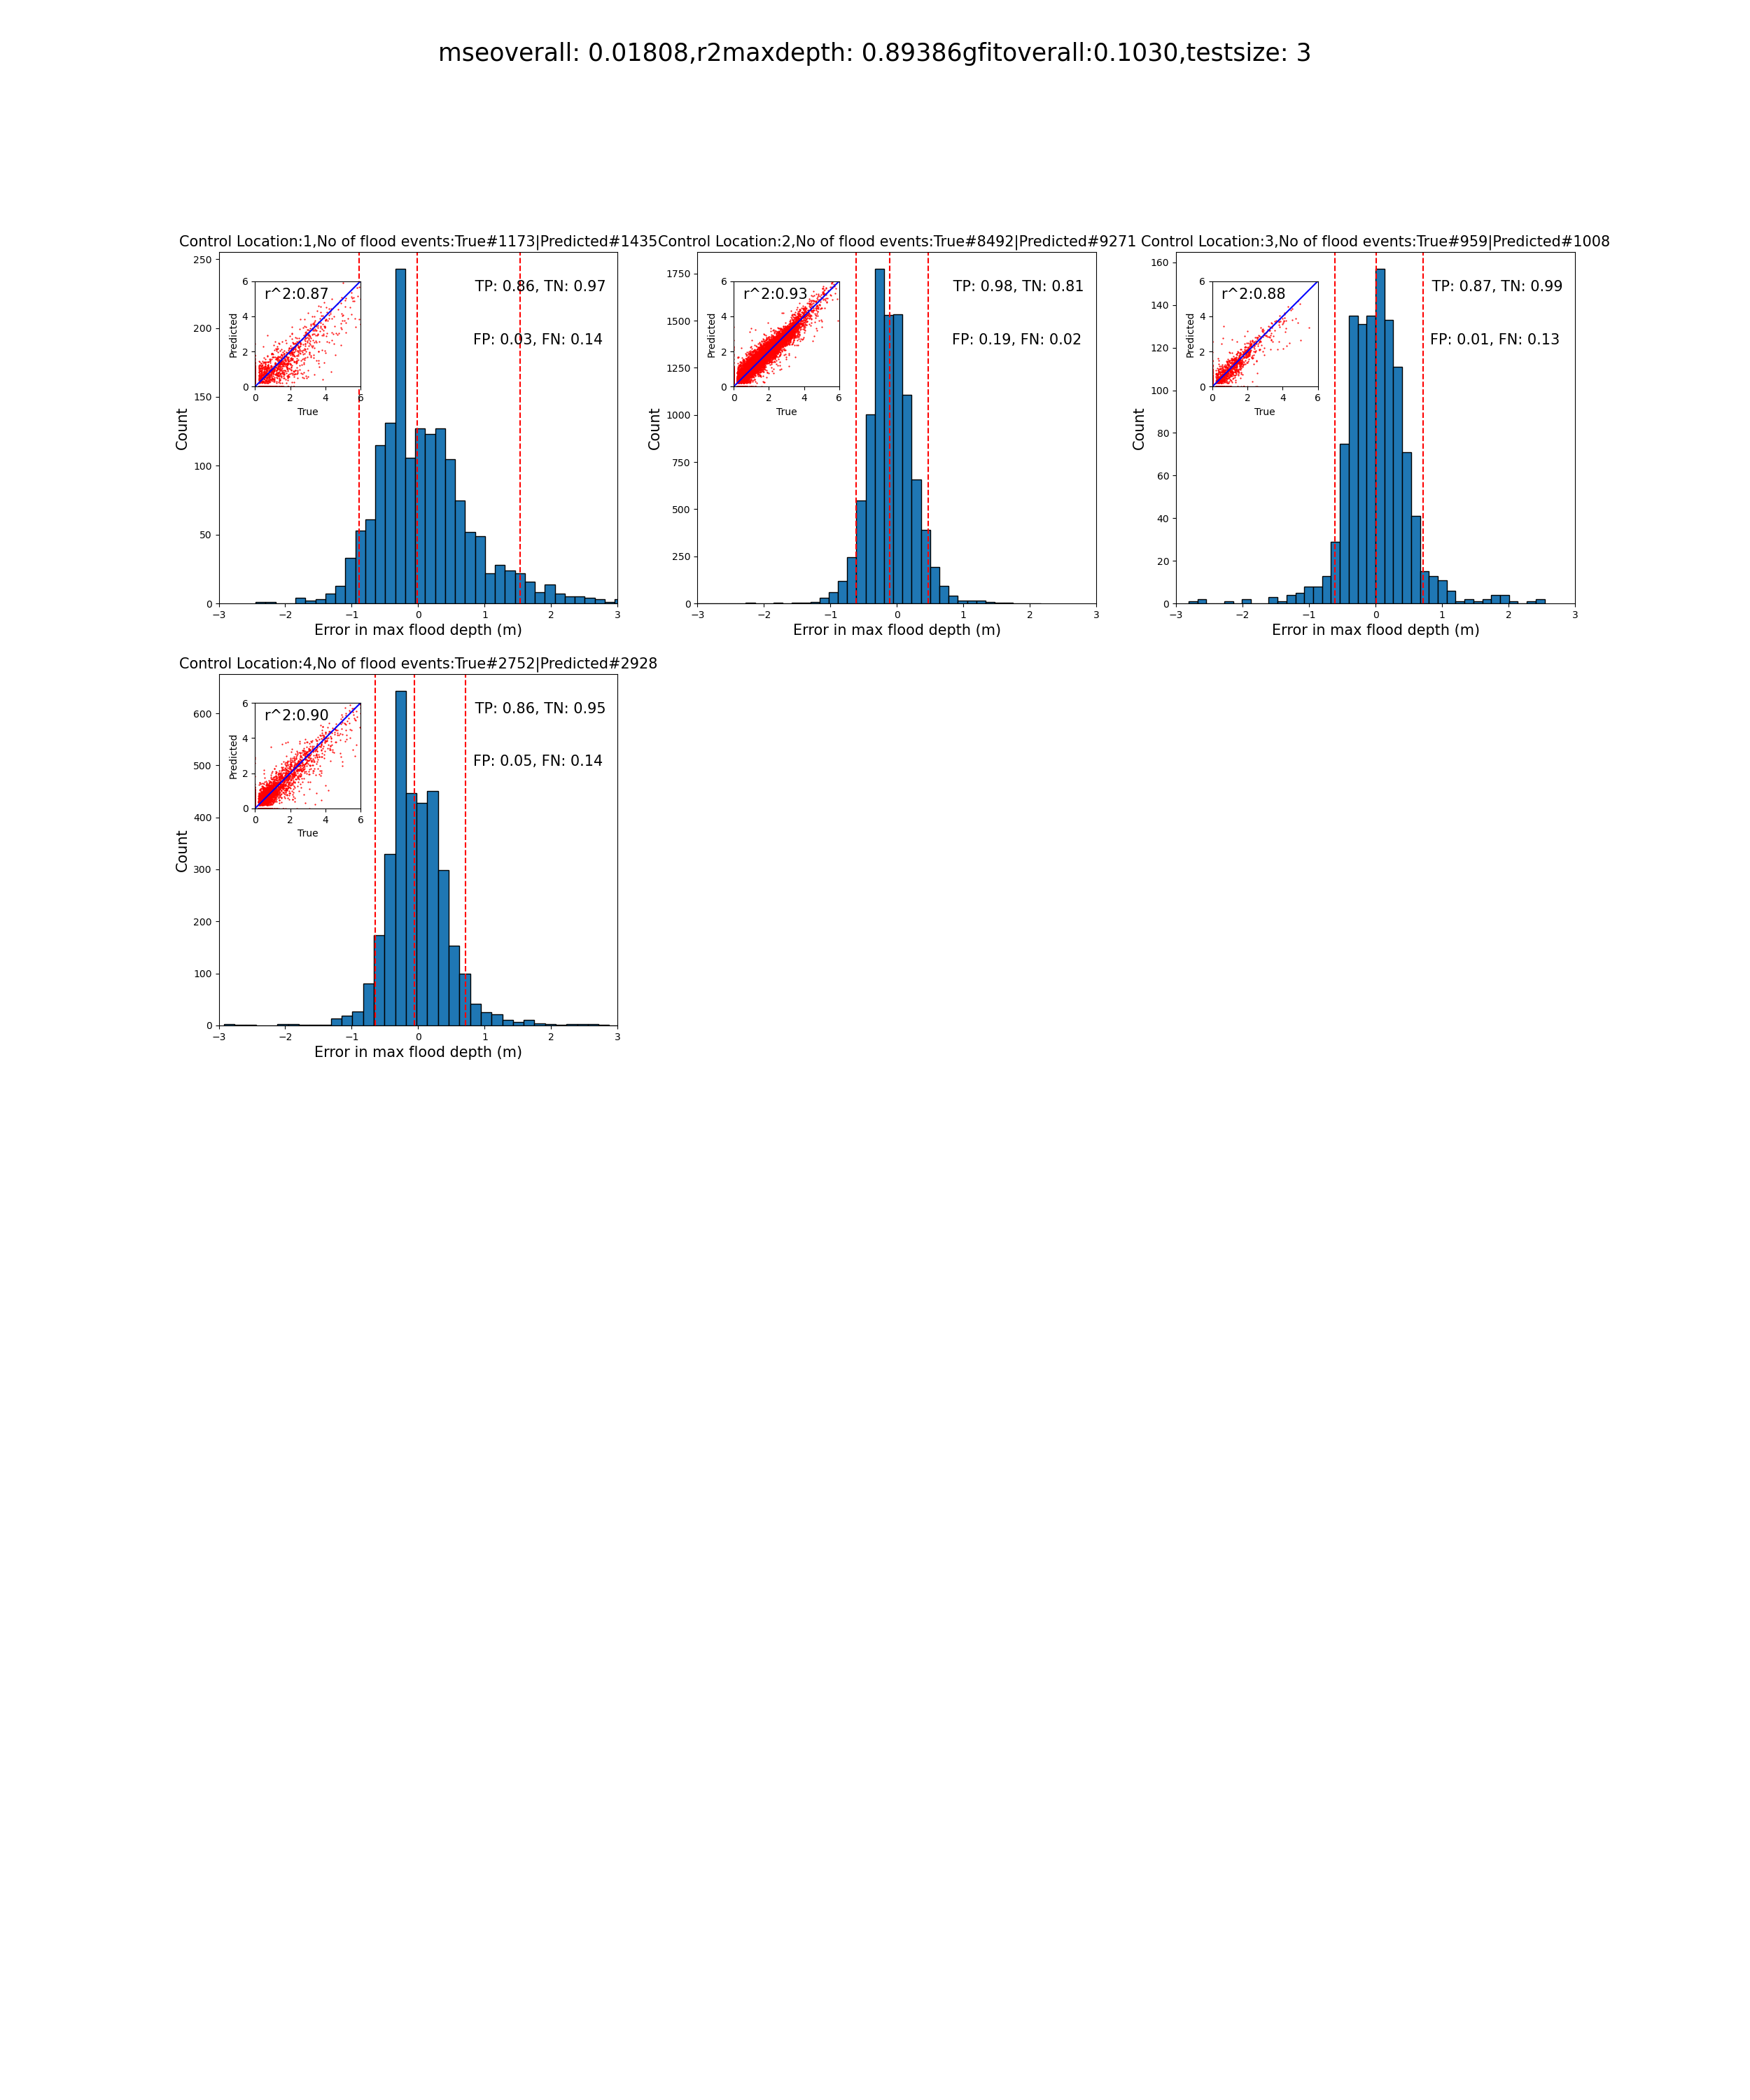 mseoverall: 0.01808,r2maxdepth: 0.89386gfitoverall:0.1030,testsize: 3
Control Location:1,No of flood events:True#1173|Predicted#1435
250
200
150
100
50
0
Count
−3 −2 −1 0 1 2 3
Error in max flood depth (m)
TP: 0.86, TN: 0.97
FP: 0.03, FN: 0.14
r^2:0.87
6
4
2
0
Predicted
0 2 4 6
True
Control Location:2,No of flood events:True#8492|Predicted#9271
1750
1500
1250
1000
750
500
250
0
Count
−3 −2 −1 0 1 2 3
Error in max flood depth (m)
TP: 0.98, TN: 0.81
FP: 0.19, FN: 0.02
r^2:0.93
6
4
2
0
Predicted
0 2 4 6
True
Control Location:3,No of flood events:True#959|Predicted#1008
160
140
120
100
80
60
40
20
0
Count
−3 −2 −1 0 1 2 3
Error in max flood depth (m)
TP: 0.87, TN: 0.99
FP: 0.01, FN: 0.13
r^2:0.88
6
4
2
0
Predicted
0 2 4 6
True
Control Location:4,No of flood events:True#2752|Predicted#2928
600
500
400
300
200
100
0
Count
−3 −2 −1 0 1 2 3
Error in max flood depth (m)
TP: 0.86, TN: 0.95
FP: 0.05, FN: 0.14
r^2:0.90
6
4
2
0
Predicted
0 2 4 6
True